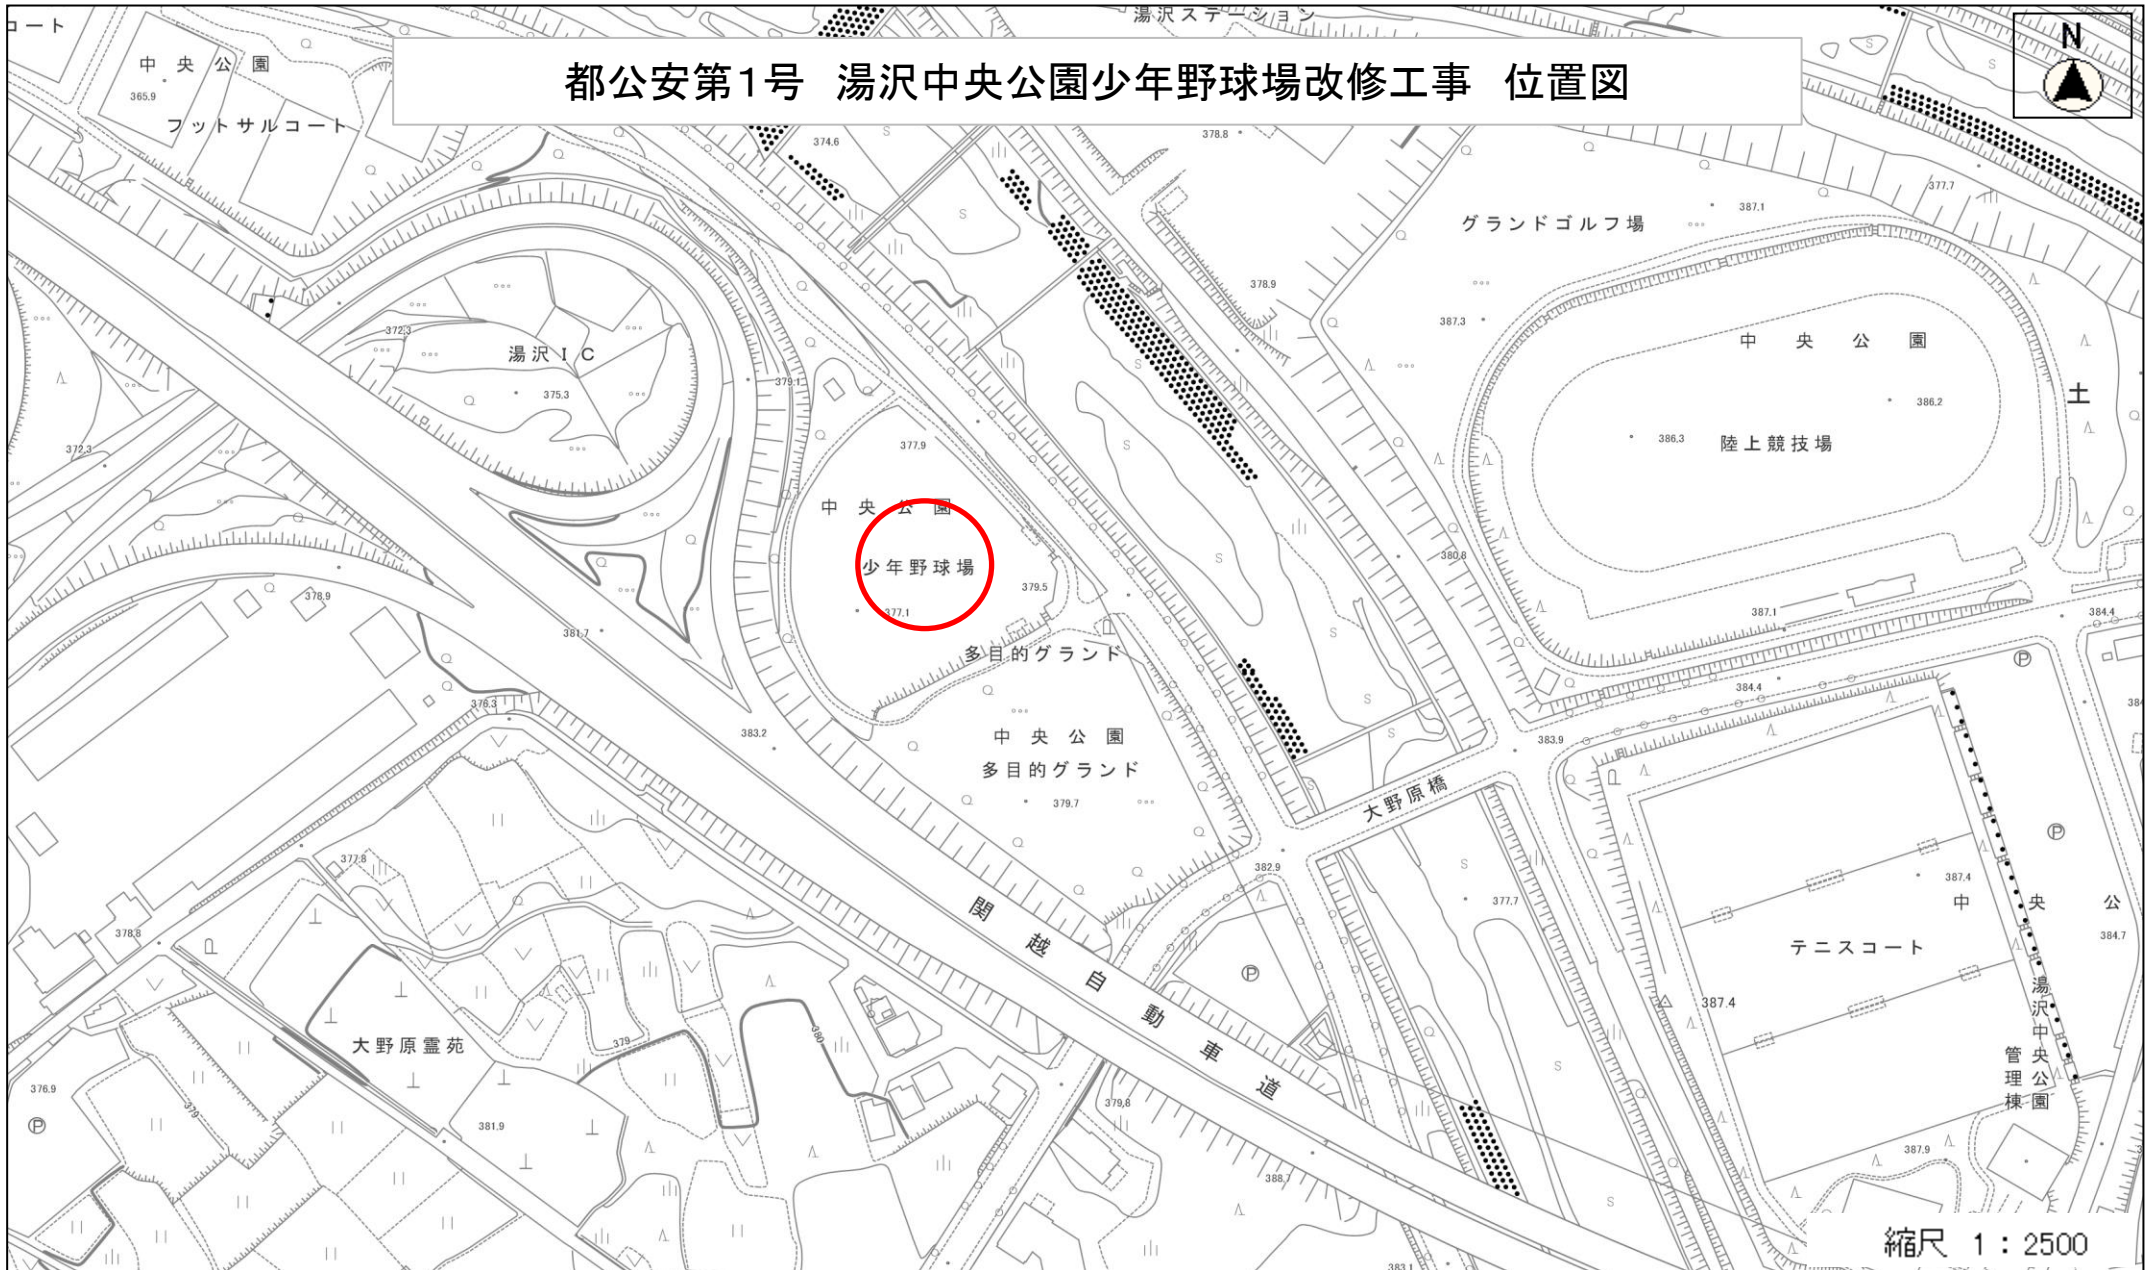 湯沢ステーション
コート
N
中央公園
365.9
フットサルコート
都公安第1号 湯沢中央公園少年野球場改修工事 位置図
374.6
378.8
377.7
387.1
グランドゴルフ場
378.9
387.3
372.3
湯沢IC
375.3
379.1
中央公園
386.2
土
386.3
陸上競技場
377.9
372.3
中央公園
少年野球場
379.5
377.1
380.8
378.9
381.7
387.1
384.4
多目的グランド
P
384.4
376.3
383.2
中央公園
多目的グランド
379.7
383.9
大野原橋
P
377.8
382.9
387.4
377.7
中央公
384.7
378.8
関越自動車道
テニスコート
P
387.4
湯沢中央公園
管理棟
大野原霊苑
379
380
376.9
379
P
381.9
379.8
387.9
388.7
383.1
縮尺 1:2500